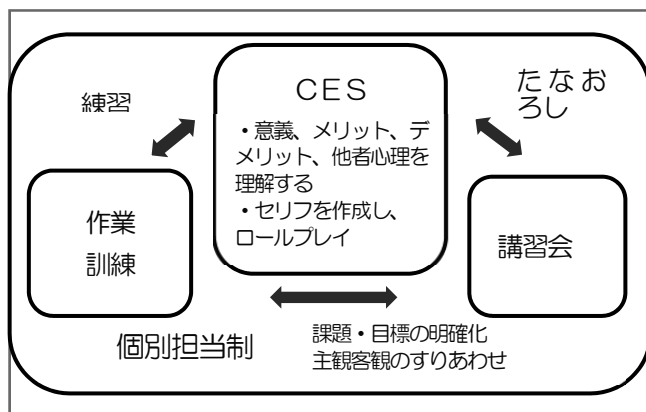 練習
CES
・意義、メリット、デ
メリット、他者心理を
理解する
・セリフを作成し、
ロールプレイ
たなお
ろし
作業
訓練
講習会
個別担当制
課題・目標の明確化
主観客観のすりあわせ